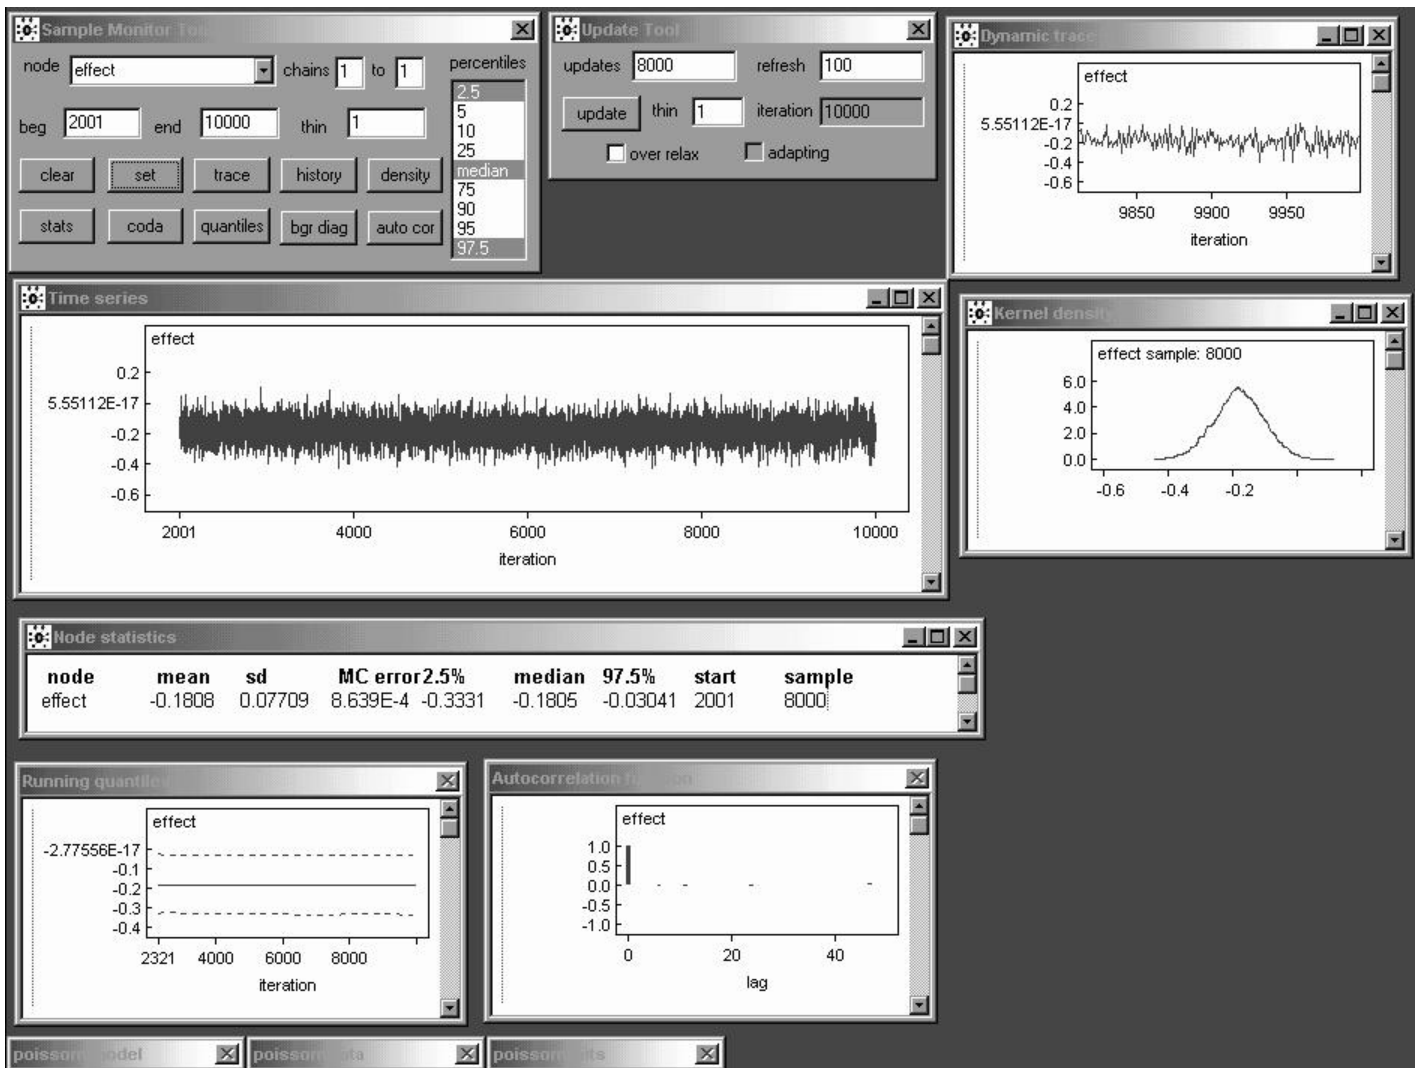 Sample Monitor Tool
node effect chains 1 to 1 percentiles
2.5
5
10
25
median
75
90
95
97.5
beg 2001 end 10000 thin 1
clear set trace history density
stats coda quantiles bgr diag auto cor
Update Tool
updates 8000 refresh 100
update thin 1 iteration 10000
over relax adapting
Dynamic trace
effect
0.2
5.55112E-17
-0.2
-0.4
-0.6
9850 9900 9950
iteration
Time series
effect
0.2
5.55112E-17
-0.2
-0.4
-0.6
2001 4000 6000 8000 10000
iteration
Kernel density
effect sample: 8000
6.0
4.0
2.0
0.0
-0.6 -0.4 -0.2
Node statistics
node mean sd MC error 2.5% median 97.5% start sample
effect -0.1808 0.07709 8.639E-4 -0.3331 -0.1805 -0.03041 2001 8000
Running quantiles
effect
-2.77556E-17
-0.1
-0.2
-0.3
-0.4
2321 4000 6000 8000
iteration
Autocorrelation function
effect
1.0
0.5
0.0
-0.5
-1.0
0 20 40
lag
poisson model
poisson data
poisson inits